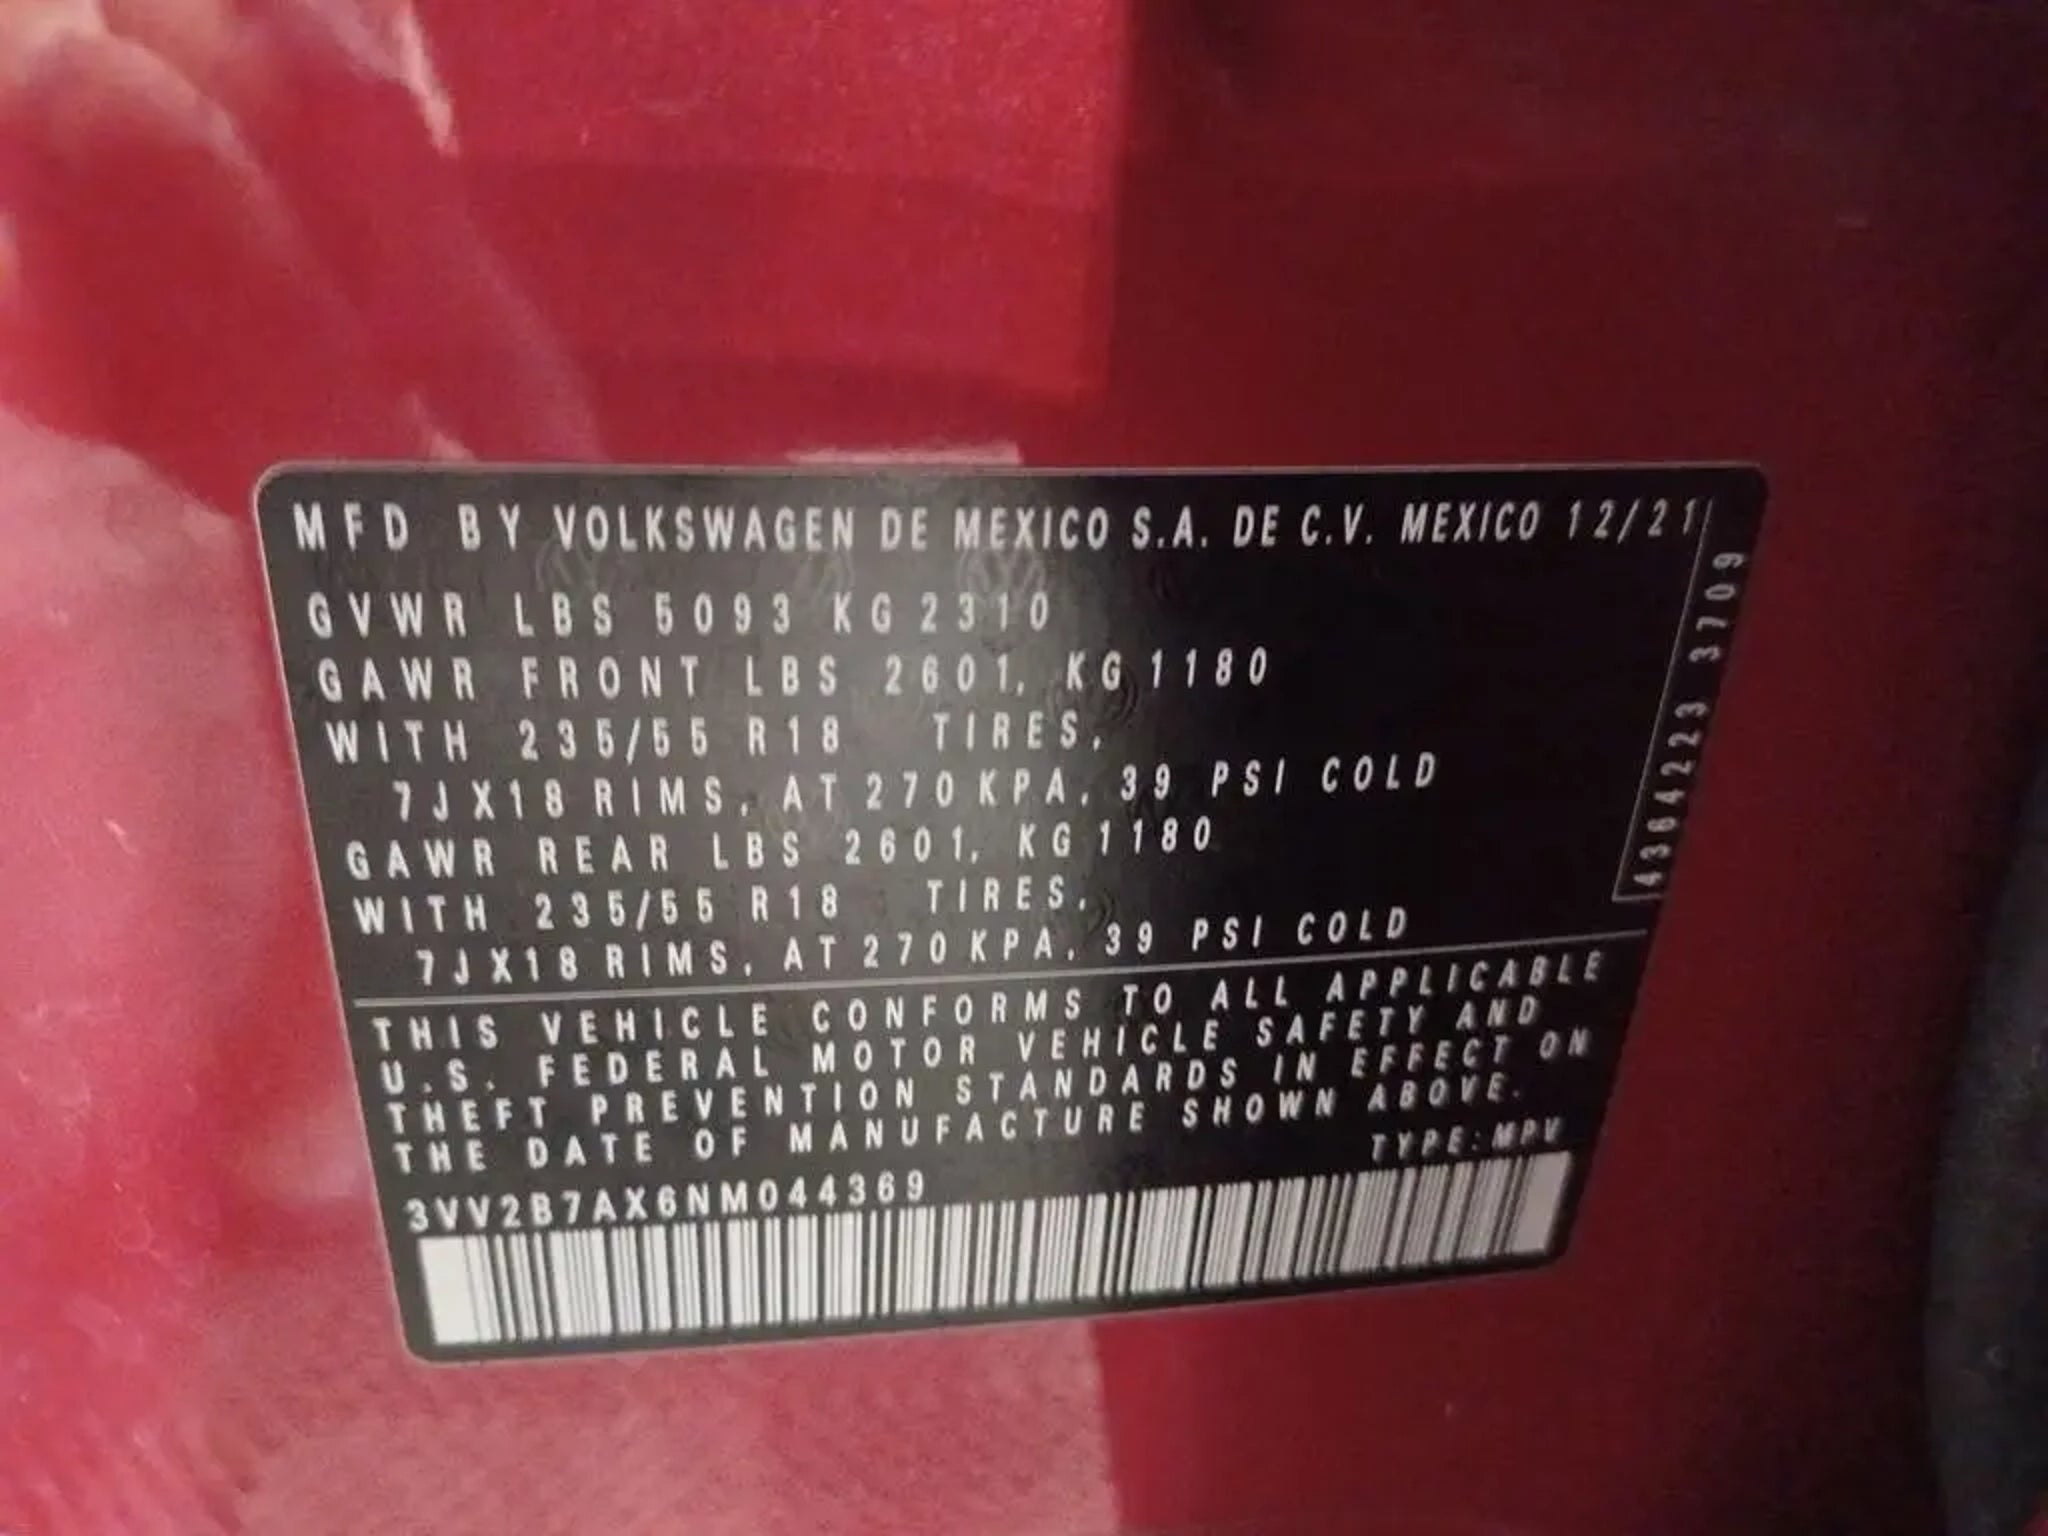 MFD BY VOLKSWAGEN DE MEXICO S.A. DE C.V. MEXICO 12/21
GVWR LBS 5093 KG 2310
GAWR FRONT LBS 2601, KG 1180
WITH 235/55 R18 TIRES,
7JX18 RIMS, AT 270 KPA, 39 PSI COLD
GAWR REAR LBS 2601, KG 1180
WITH 235/55 R18 TIRES,
7JX18 RIMS, AT 270 KPA, 39 PSI COLD
THIS VEHICLE CONFORMS TO ALL APPLICABLE
U.S. FEDERAL MOTOR VEHICLE SAFETY AND
THEFT PREVENTION STANDARDS IN EFFECT ON
THE DATE OF MANUFACTURE SHOWN ABOVE.
TYPE: MPV
3VV2B7AX6NM044369
4364223 3709